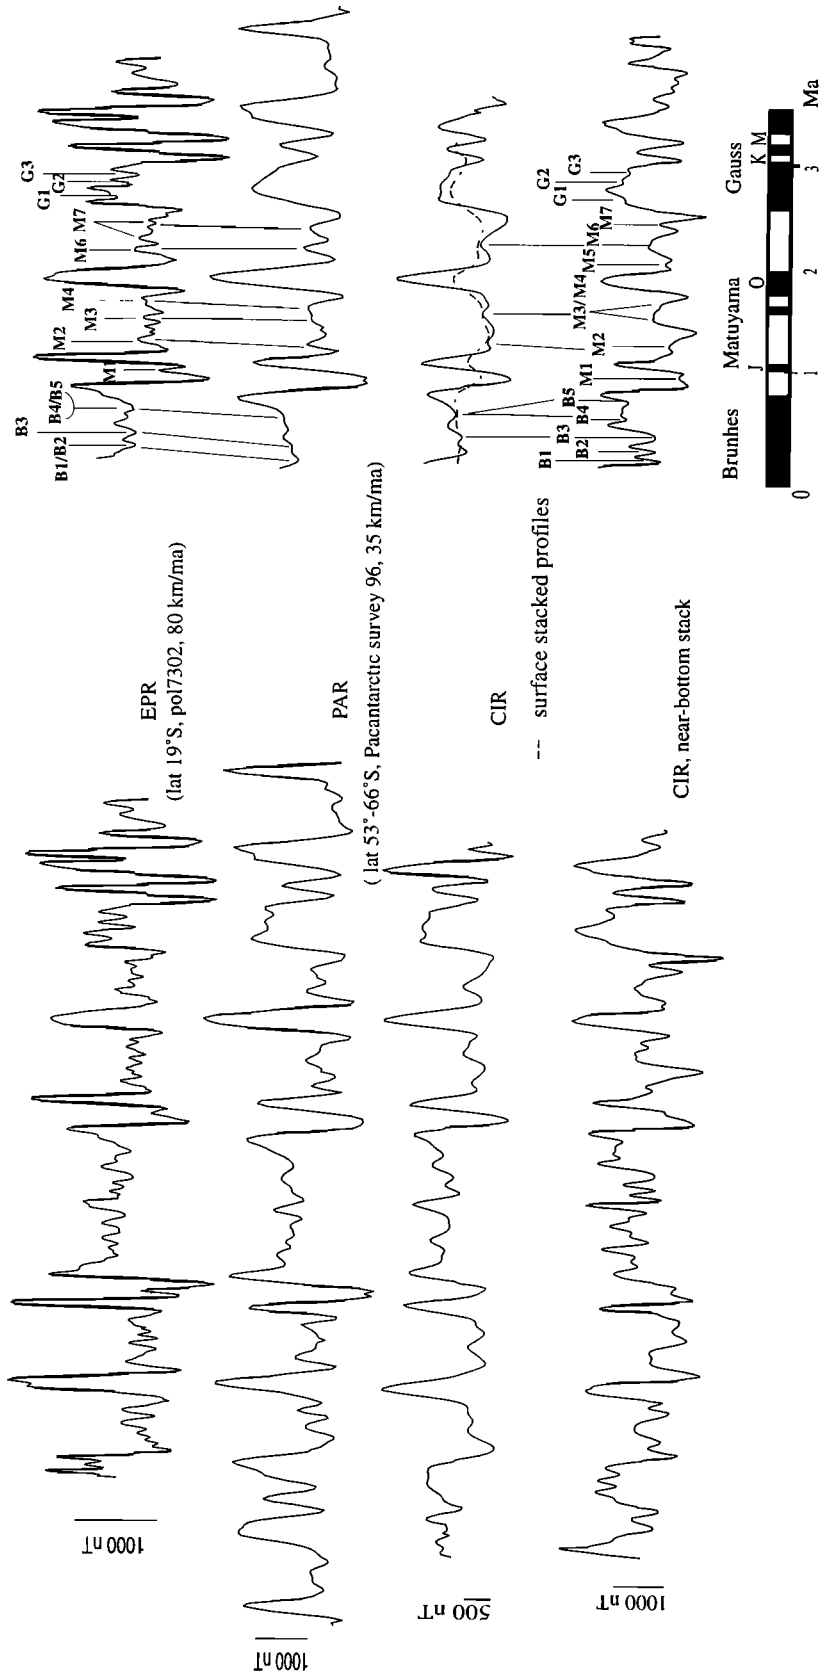 EPR
(lat 19°S, pol7302, 80 km/ma)
PAR
( lat 53°-66°S, Pacantarctic survey 96, 35 km/ma)
CIR
-- surface stacked profiles
CIR, near-bottom stack
1000 nT
1000 nT
500 nT
1000 nT
B1/B2
B3
B4/B5
M1
M2
M3
M4
M6
M7
G1
G2
G3
B1
B2
B3
B4
B5
M1
M2
M3/M4
M5
M6
M7
G1
G2
G3
Brunhes
J
Matuyama
O
Gauss
K M
0
1
2
3
Ma